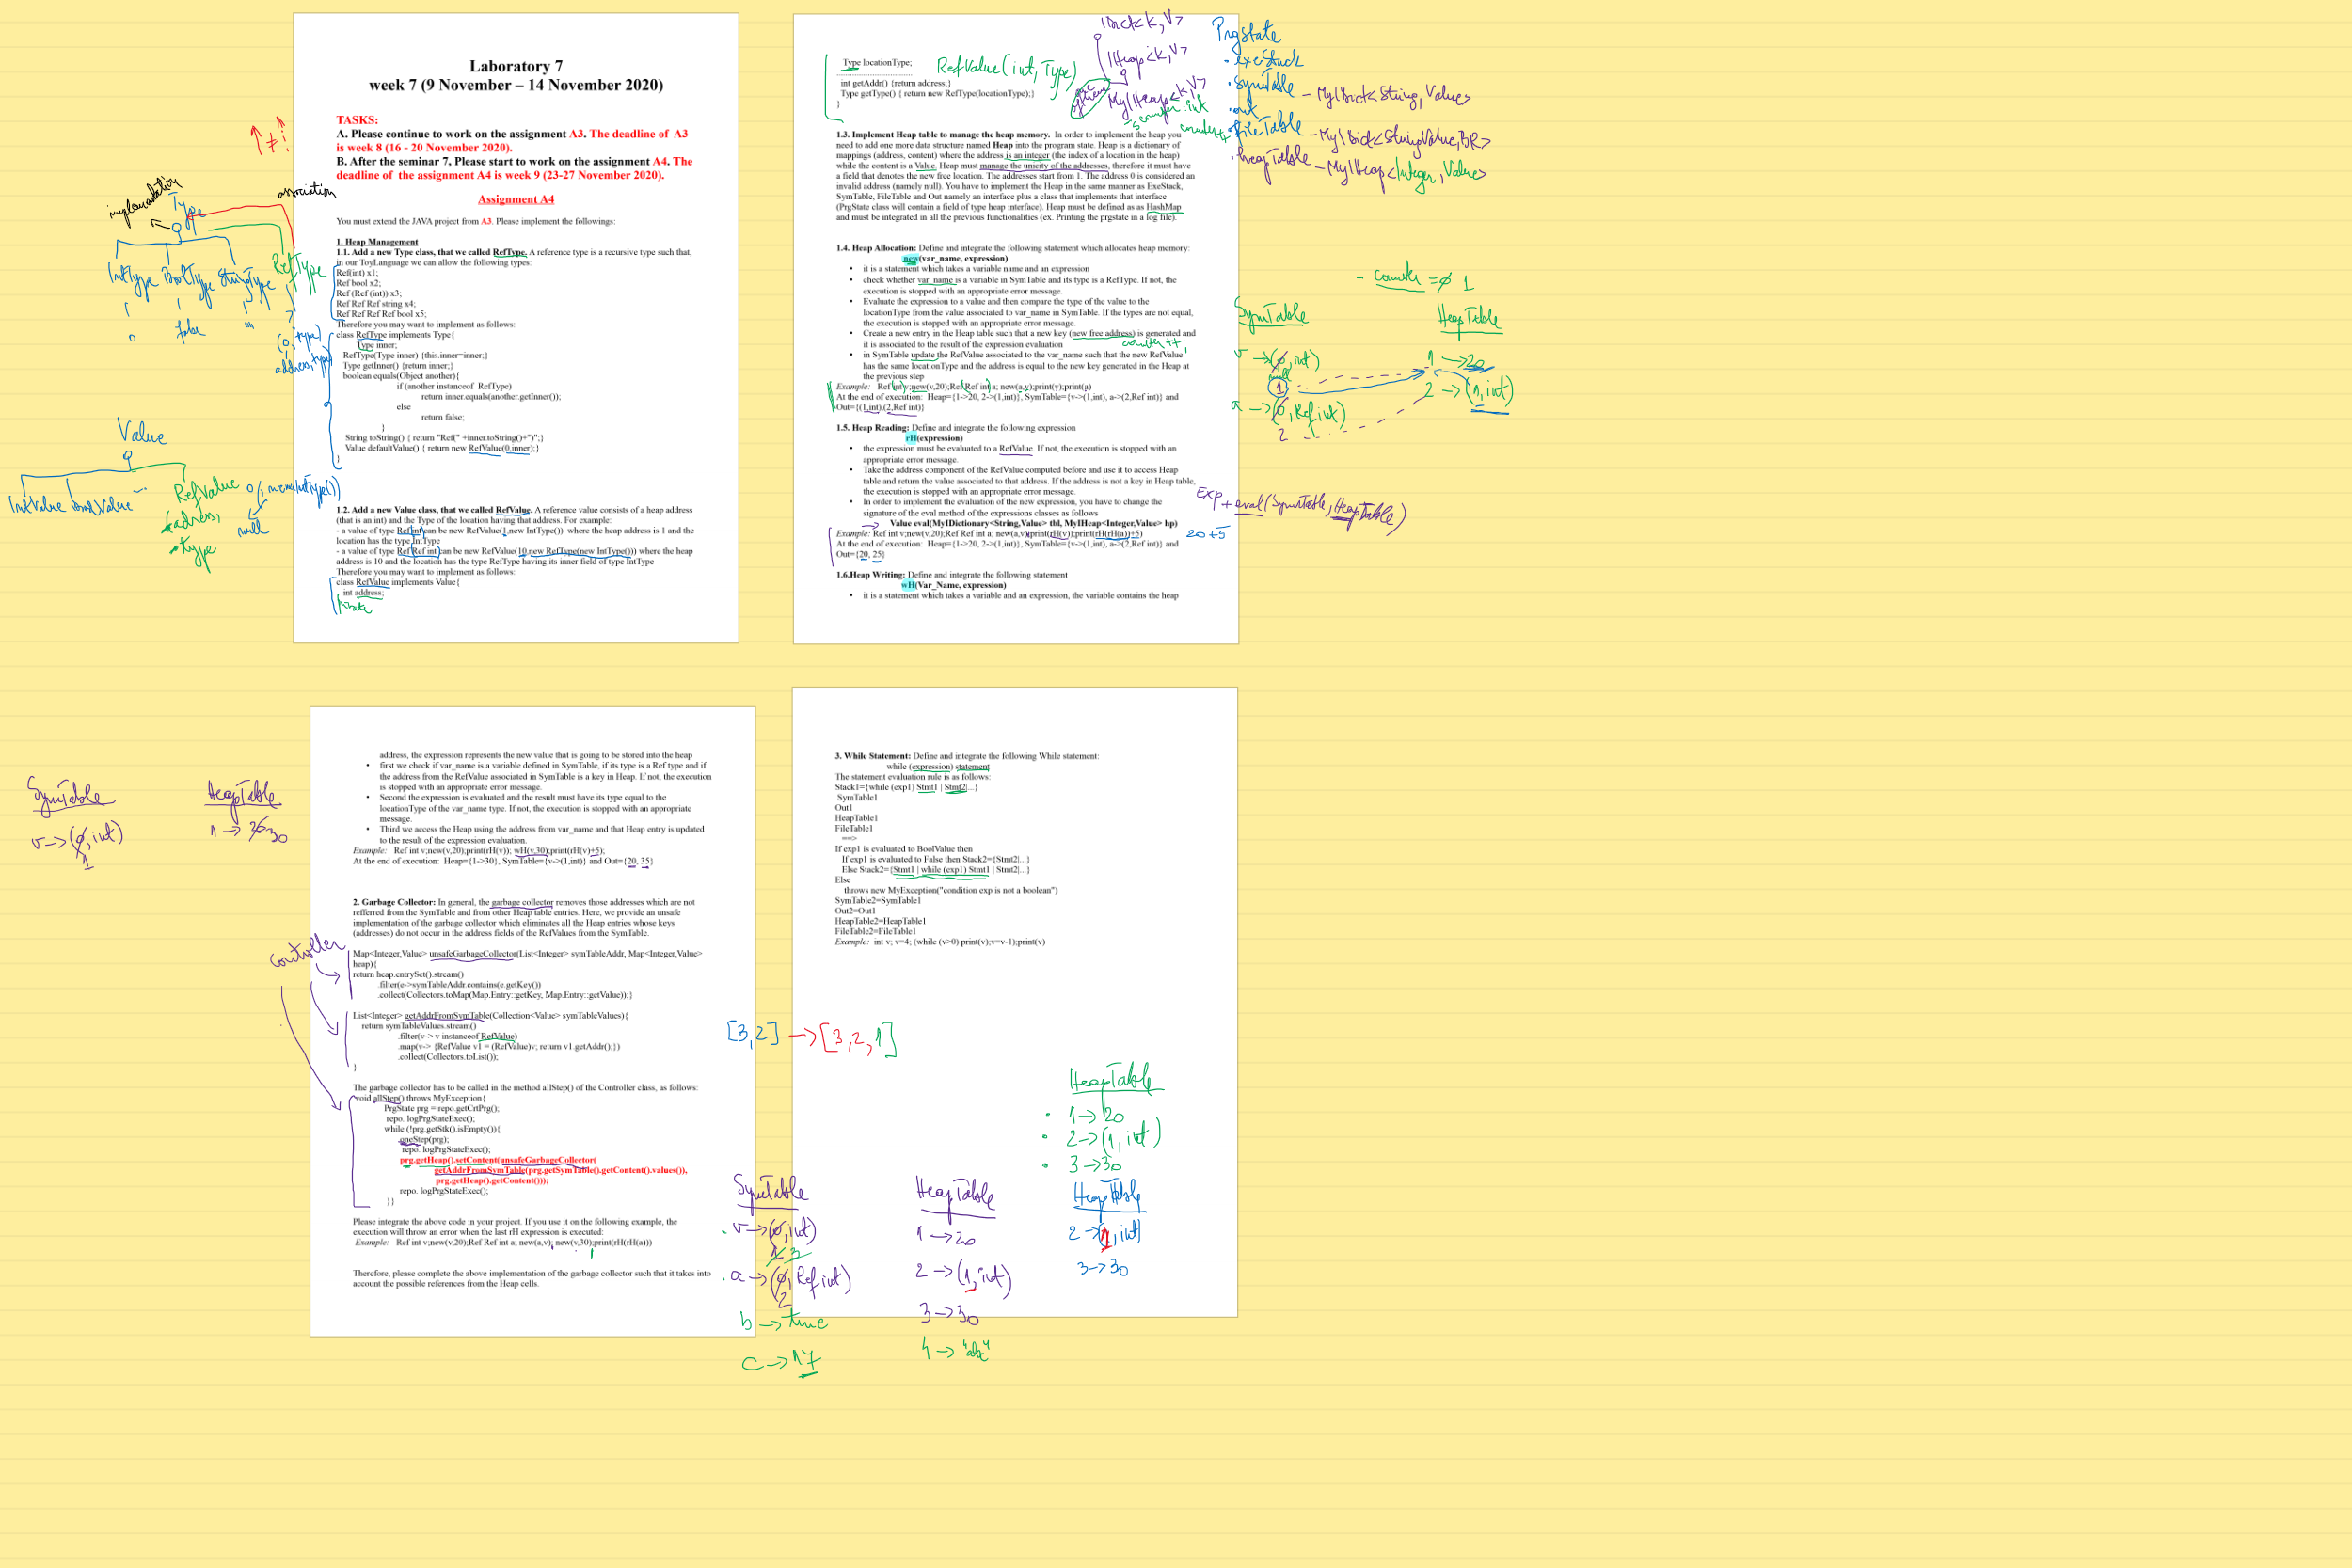 Laboratory 7
week 7 (9 November – 14 November 2020)
TASKS:
A. Please continue to work on the assignment A3. The deadline of A3
is week 8 (16 - 20 November 2020).
B. After the seminar 7, Please start to work on the assignment A4. The
deadline of the assignment A4 is week 9 (23-27 November 2020).
Assignment A4
You must extend the JAVA project from A3. Please implement the followings:
1. Heap Management
1.1. Add a new Type class, that we called RefType. A reference type is a recursive type such that,
in our ToyLanguage we can allow the following types:
Ref(int) x1;
Ref bool x2;
Ref (Ref (int)) x3;
Ref Ref Ref string x4;
Ref Ref Ref Ref bool x5;
Therefore you may want to implement as follows:
class RefType implements Type{
Type inner;
RefType(Type inner) {this.inner=inner;}
Type getInner() {return inner;}
boolean equals(Object another){
if (another instanceof RefType)
return inner.equals(another.getInner());
else
return false;
}
String toString() { return "Ref(" +inner.toString()+")";}
Value defaultValue() { return new RefValue(0,inner);}
}
1.2. Add a new Value class, that we called RefValue. A reference value consists of a heap address
(that is an int) and the Type of the location having that address. For example:
- a value of type Ref int can be new RefValue(1,new IntType()) where the heap address is 1 and the
location has the type IntType
- a value of type Ref Ref int can be new RefValue(10,new RefType(new IntType())) where the heap
address is 10 and the location has the type RefType having its inner field of type IntType
Therefore you may want to implement as follows:
class RefValue implements Value{
int address;
private
implementation
association
Type
IntType BoolType StringType RefType
0 false "" (0, type)
address, type
Value
IntValue BoolValue ... RefValue
address,
type
null
Type locationType;
int getAddr() {return address;}
Type getType() { return new RefType(locationType);}
}
RefValue(int, Type)
IDict<K,V>
IHeap<K,V>
MyIHeap<K,V>
counter: int
counter++
PrgState
• exeStack
• SymTable – MyIDict<String, Value>
• out
• FileTable – MyIDict<StringValue, BR>
• heapTable – MyIHeap<Integer, Value>
1.3. Implement Heap table to manage the heap memory. In order to implement the heap you
need to add one more data structure named Heap into the program state. Heap is a dictionary of
mappings (address, content) where the address is an integer (the index of a location in the heap)
while the content is a Value. Heap must manage the unicity of the addresses, therefore it must have
a field that denotes the new free location. The addresses start from 1. The address 0 is considered an
invalid address (namely null). You have to implement the Heap in the same manner as ExeStack,
SymTable, FileTable and Out namely an interface plus a class that implements that interface
(PrgState class will contain a field of type heap interface). Heap must be defined as as HashMap
and must be integrated in all the previous functionalities (ex. Printing the prgstate in a log file).
1.4. Heap Allocation: Define and integrate the following statement which allocates heap memory:
new(var_name, expression)
• it is a statement which takes a variable name and an expression
• check whether var_name is a variable in SymTable and its type is a RefType. If not, the
execution is stopped with an appropriate error message.
• Evaluate the expression to a value and then compare the type of the value to the
locationType from the value associated to var_name in SymTable. If the types are not equal,
the execution is stopped with an appropriate error message.
• Create a new entry in the Heap table such that a new key (new free address) is generated and
it is associated to the result of the expression evaluation
counter ++;
• in SymTable update the RefValue associated to the var_name such that the new RefValue
has the same locationType and the address is equal to the new key generated in the Heap at
the previous step
Example: Ref int v;new(v,20);Ref Ref int a; new(a,v);print(v);print(a)
At the end of execution: Heap={1->20, 2->(1,int)}, SymTable={v->(1,int), a->(2,Ref int)} and
Out={(1,int),(2,Ref int)}
– counter = 0 1
SymTable HeapTable
v → (0, int) 1 → 20
1 2 → (1, int)
a → (0, Ref int)
2
1.5. Heap Reading: Define and integrate the following expression
rH(expression)
• the expression must be evaluated to a RefValue. If not, the execution is stopped with an
appropriate error message.
• Take the address component of the RefValue computed before and use it to access Heap
table and return the value associated to that address. If the address is not a key in Heap table,
the execution is stopped with an appropriate error message.
• In order to implement the evaluation of the new expression, you have to change the
signature of the eval method of the expressions classes as follows
Value eval(MyIDictionary<String,Value> tbl, MyIHeap<Integer,Value> hp)
Example: Ref int v;new(v,20);Ref Ref int a; new(a,v);print(rH(v));print(rH(rH(a))+5)
At the end of execution: Heap={1->20, 2->(1,int)}, SymTable={v->(1,int), a->(2,Ref int)} and
Out={20, 25}
Exp + eval(SymTable, HeapTable)
20+5
1.6.Heap Writing: Define and integrate the following statement
wH(Var_Name, expression)
• it is a statement which takes a variable and an expression, the variable contains the heap
SymTable HeapTable
v → (0, int) 1 → 20 30
1
address, the expression represents the new value that is going to be stored into the heap
• first we check if var_name is a variable defined in SymTable, if its type is a Ref type and if
the address from the RefValue associated in SymTable is a key in Heap. If not, the execution
is stopped with an appropriate error message.
• Second the expression is evaluated and the result must have its type equal to the
locationType of the var_name type. If not, the execution is stopped with an appropriate
message.
• Third we access the Heap using the address from var_name and that Heap entry is updated
to the result of the expression evaluation.
Example: Ref int v;new(v,20);print(rH(v)); wH(v,30);print(rH(v)+5);
At the end of execution: Heap={1->30}, SymTable={v->(1,int)} and Out={20, 35}
2. Garbage Collector: In general, the garbage collector removes those addresses which are not
refferred from the SymTable and from other Heap table entries. Here, we provide an unsafe
implementation of the garbage collector which eliminates all the Heap entries whose keys
(addresses) do not occur in the address fields of the RefValues from the SymTable.
controller
Map<Integer,Value> unsafeGarbageCollector(List<Integer> symTableAddr, Map<Integer,Value>
heap){
return heap.entrySet().stream()
.filter(e->symTableAddr.contains(e.getKey()))
.collect(Collectors.toMap(Map.Entry::getKey, Map.Entry::getValue));}
List<Integer> getAddrFromSymTable(Collection<Value> symTableValues){
return symTableValues.stream()
.filter(v-> v instanceof RefValue)
.map(v-> {RefValue v1 = (RefValue)v; return v1.getAddr();})
.collect(Collectors.toList());
}
The garbage collector has to be called in the method allStep() of the Controller class, as follows:
void allStep() throws MyException{
PrgState prg = repo.getCrtPrg();
repo. logPrgStateExec();
while (!prg.getStk().isEmpty()){
oneStep(prg);
repo. logPrgStateExec();
prg.getHeap().setContent(unsafeGarbageCollector(
getAddrFromSymTable(prg.getSymTable().getContent().values()),
prg.getHeap().getContent()));
repo. logPrgStateExec();
}}
Please integrate the above code in your project. If you use it on the following example, the
execution will throw an error when the last rH expression is executed:
Example: Ref int v;new(v,20);Ref Ref int a; new(a,v); new(v,30);print(rH(rH(a)))
Therefore, please complete the above implementation of the garbage collector such that it takes into
account the possible references from the Heap cells.
3. While Statement: Define and integrate the following While statement:
while (expression) statement
The statement evaluation rule is as follows:
Stack1={while (exp1) Stmt1 | Stmt2|...}
SymTable1
Out1
HeapTable1
FileTable1
==>
If exp1 is evaluated to BoolValue then
If exp1 is evaluated to False then Stack2={Stmt2|...}
Else Stack2={Stmt1 | while (exp1) Stmt1 | Stmt2|...}
Else
throws new MyException("condition exp is not a boolean")
SymTable2=SymTable1
Out2=Out1
HeapTable2=HeapTable1
FileTable2=FileTable1
Example: int v; v=4; (while (v>0) print(v);v=v-1);print(v)
[3,2] → [3,2,1]
HeapTable
• 1 → 20
• 2 → (1, int)
• 3 → 30
SymTable HeapTable HeapTable
v → (0, int) 1 → 20 2 → (1, int)
1 3
a → (0, Ref int) 2 → (1, int) 3 → 30
2
b → true 3 → 30
c → 17 4 → "abc"